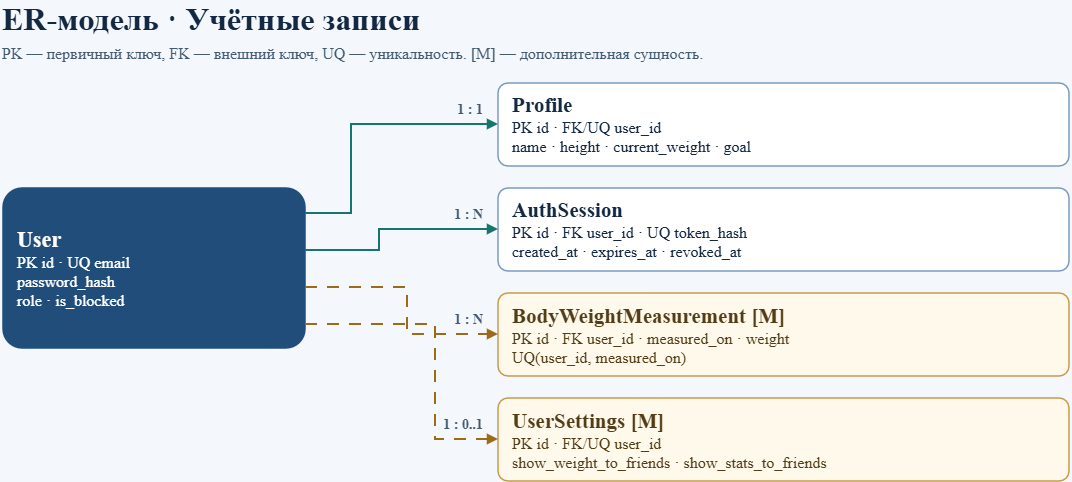 ER-модель · Учётные записи
PK — первичный ключ, FK — внешний ключ, UQ — уникальность. [M] — дополнительная сущность.
1 : 1
Profile
PK id · FK/UQ user_id
name · height · current_weight · goal
1 : N
AuthSession
PK id · FK user_id · UQ token_hash
created_at · expires_at · revoked_at
User
PK id · UQ email
password_hash
role · is_blocked
1 : N
BodyWeightMeasurement [M]
PK id · FK user_id · measured_on · weight
UQ(user_id, measured_on)
1 : 0..1
UserSettings [M]
PK id · FK/UQ user_id
show_weight_to_friends · show_stats_to_friends